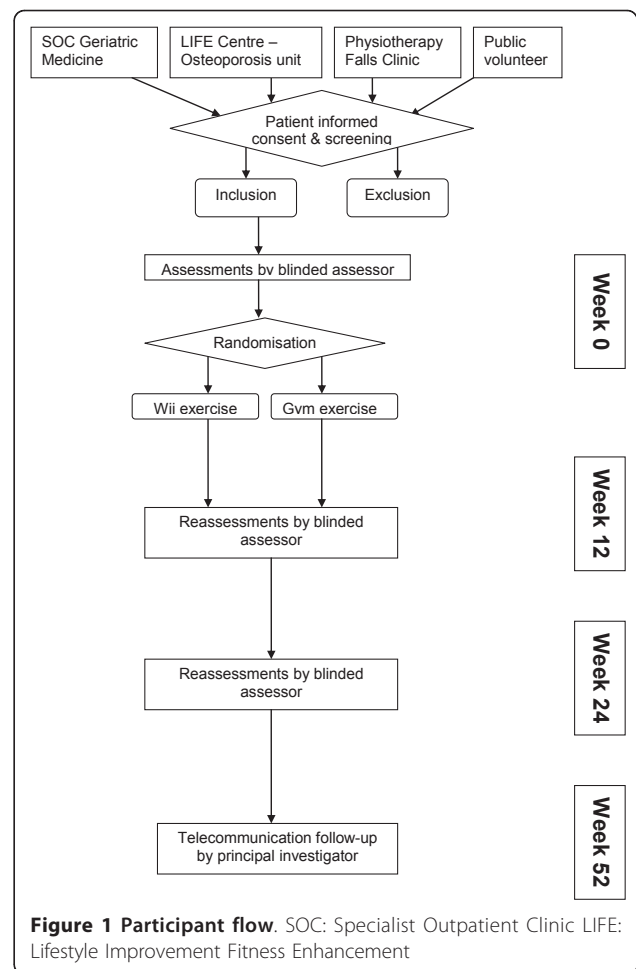 SOC Geriatric
Medicine
LIFE Centre –
Osteoporosis unit
Physiotherapy
Falls Clinic
Public
volunteer
Patient informed
consent & screening
Inclusion
Exclusion
Assessments by blinded assessor
Week 0
Randomisation
Wii exercise
Gym exercise
Reassessments by blinded
assessor
Week 12
Reassessments by blinded
assessor
Week 24
Telecommunication follow-up
by principal investigator
Week 52
Figure 1 Participant flow. SOC: Specialist Outpatient Clinic LIFE:
Lifestyle Improvement Fitness Enhancement